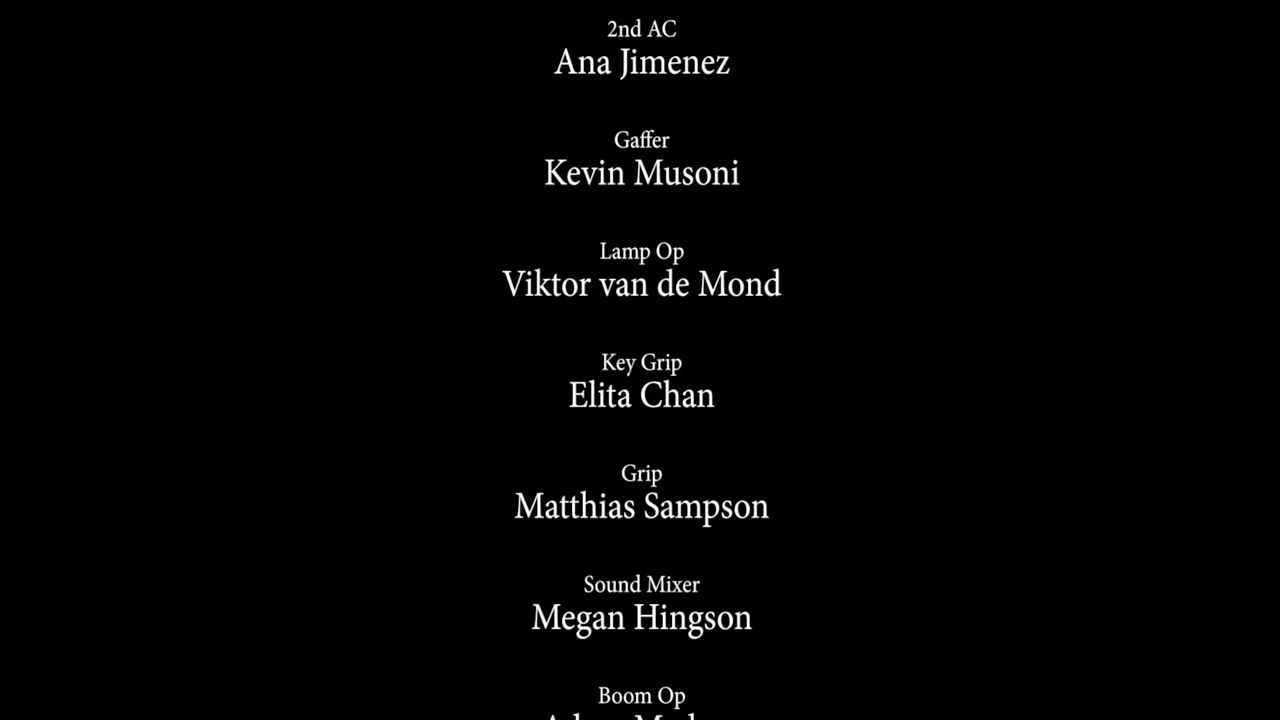 2nd AC
Ana Jimenez
Gaffer
Kevin Musoni
Lamp Op
Viktor van de Mond
Key Grip
Elita Chan
Grip
Matthias Sampson
Sound Mixer
Megan Hingson
Boom Op